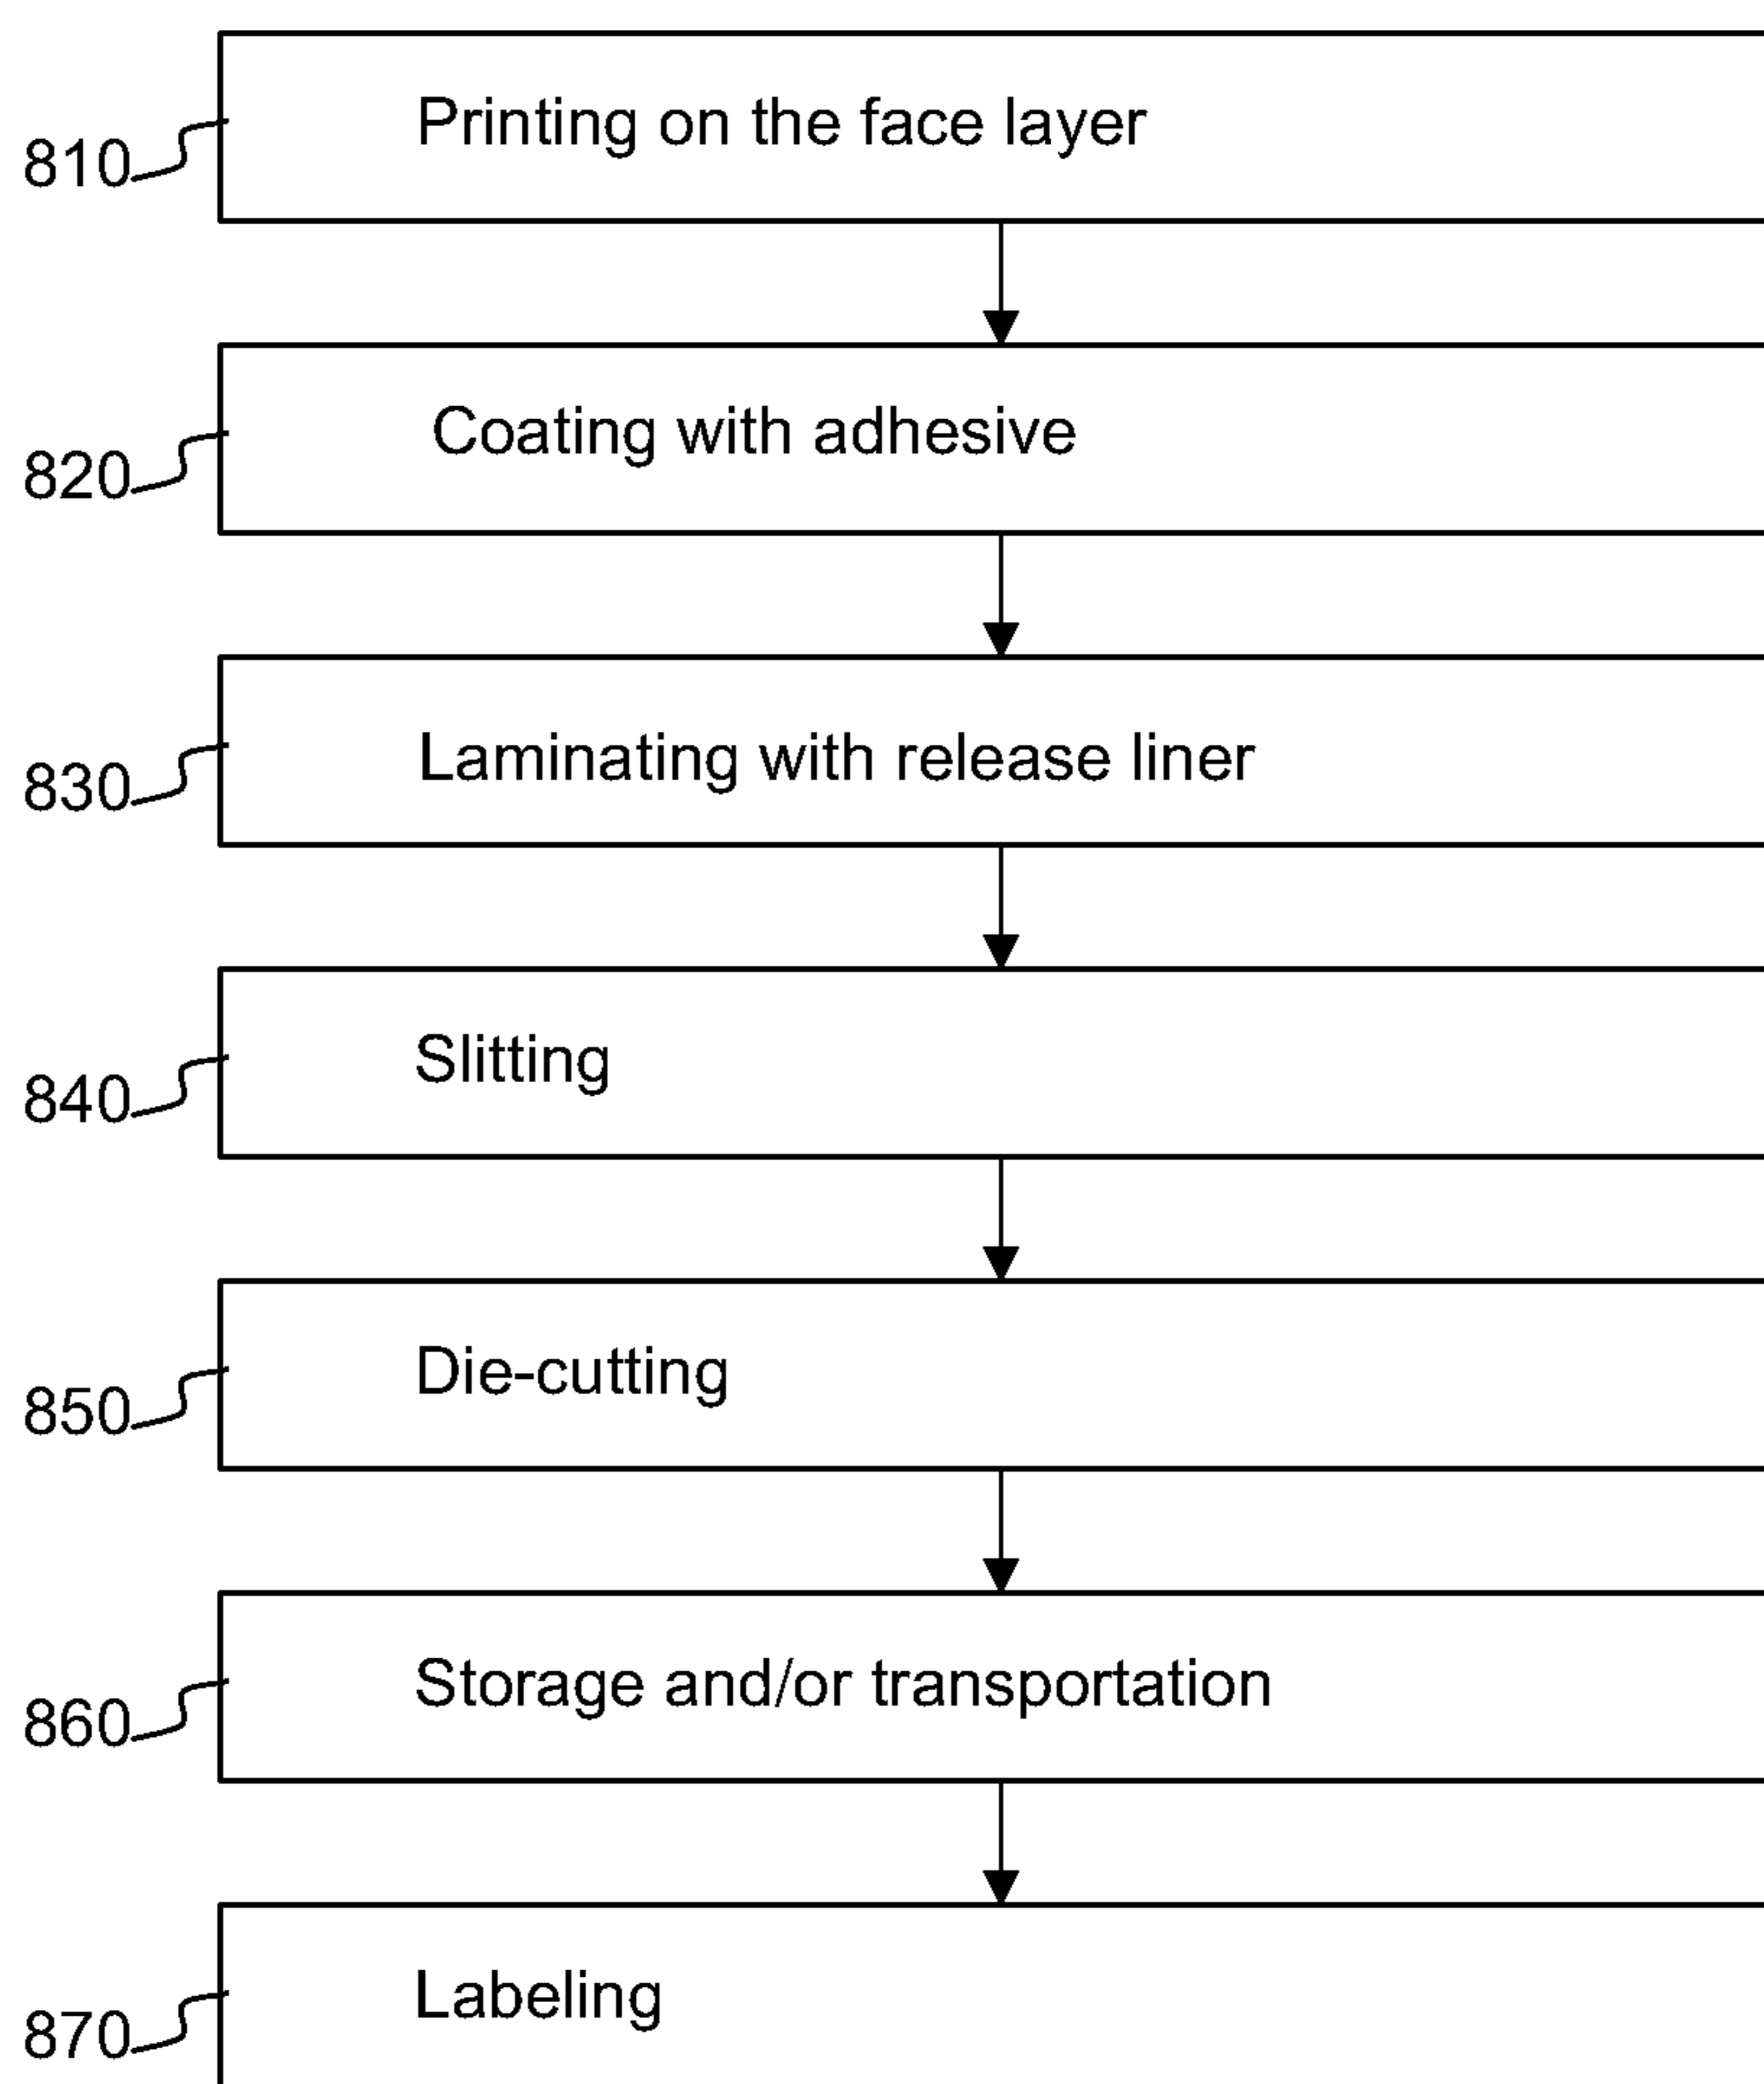 810 Printing on the face layer
820 Coating with adhesive
830 Laminating with release liner
840 Slitting
850 Die-cutting
860 Storage and/or transportation
870 Labeling